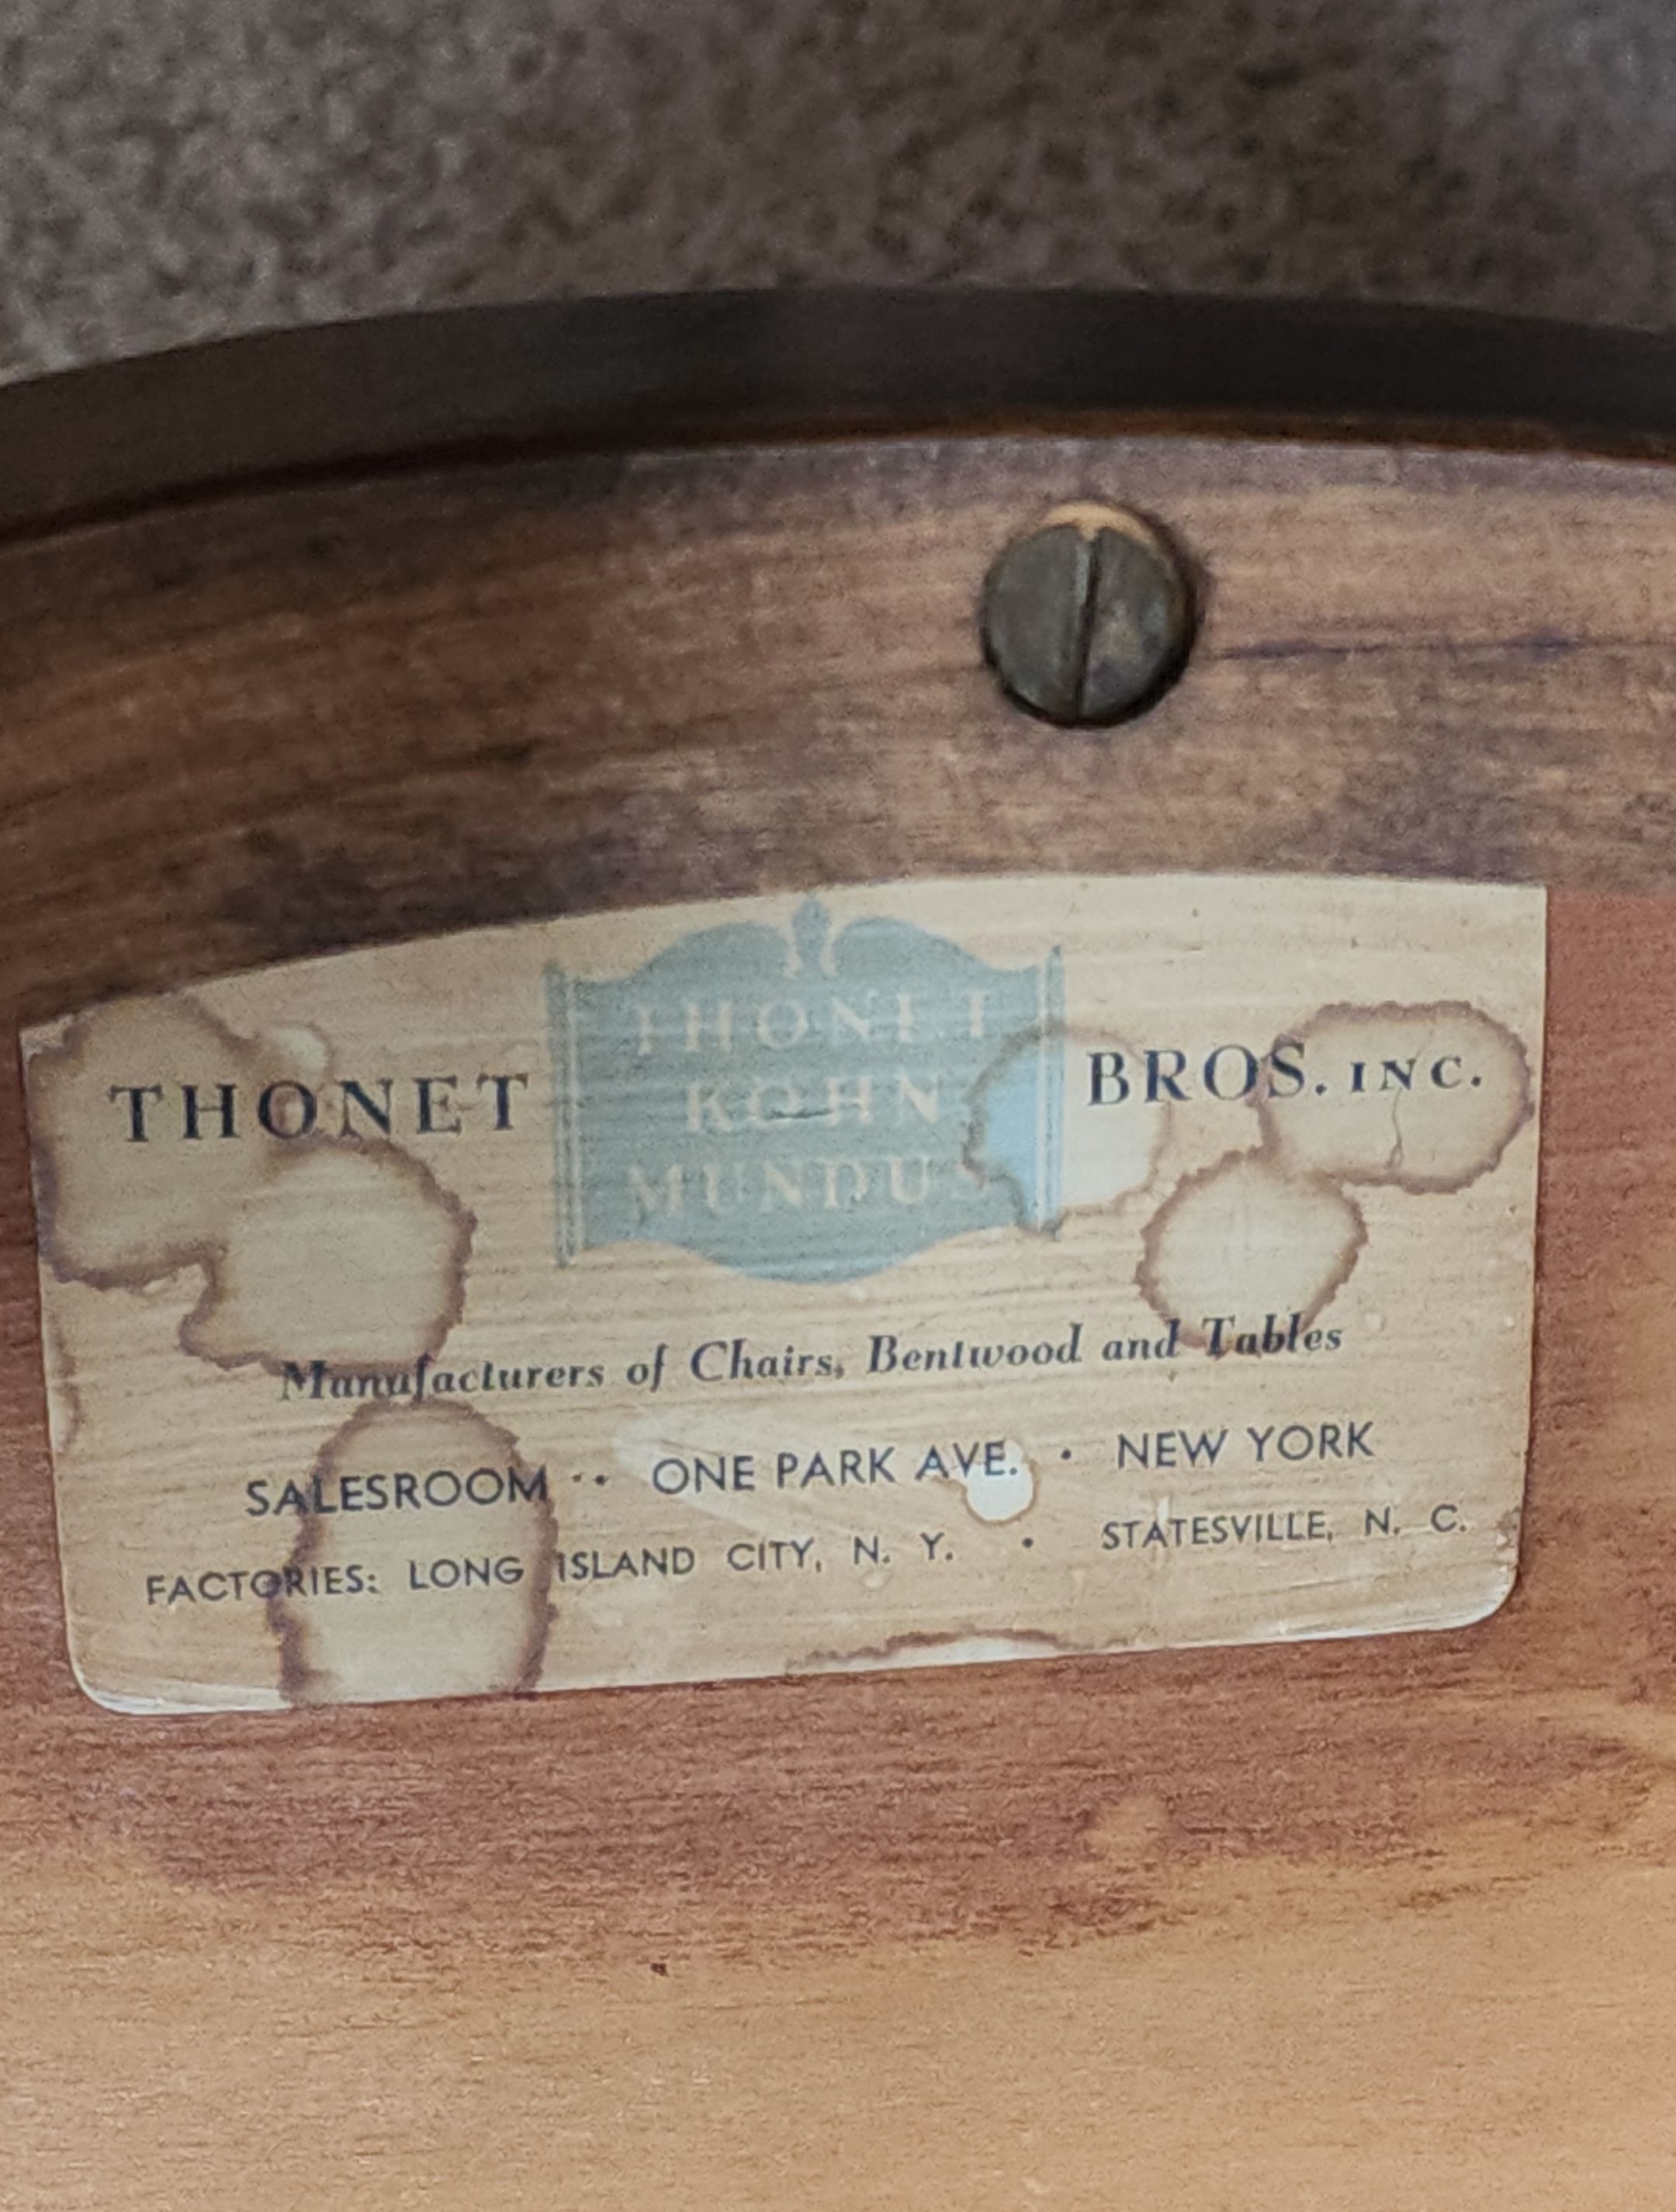 THONET BROS. INC.
THONET
KOHN
MUNDUS
Manufacturers of Chairs, Bentwood and Tables
SALESROOM · · ONE PARK AVE. · NEW YORK
FACTORIES: LONG ISLAND CITY, N. Y. · STATESVILLE, N. C.